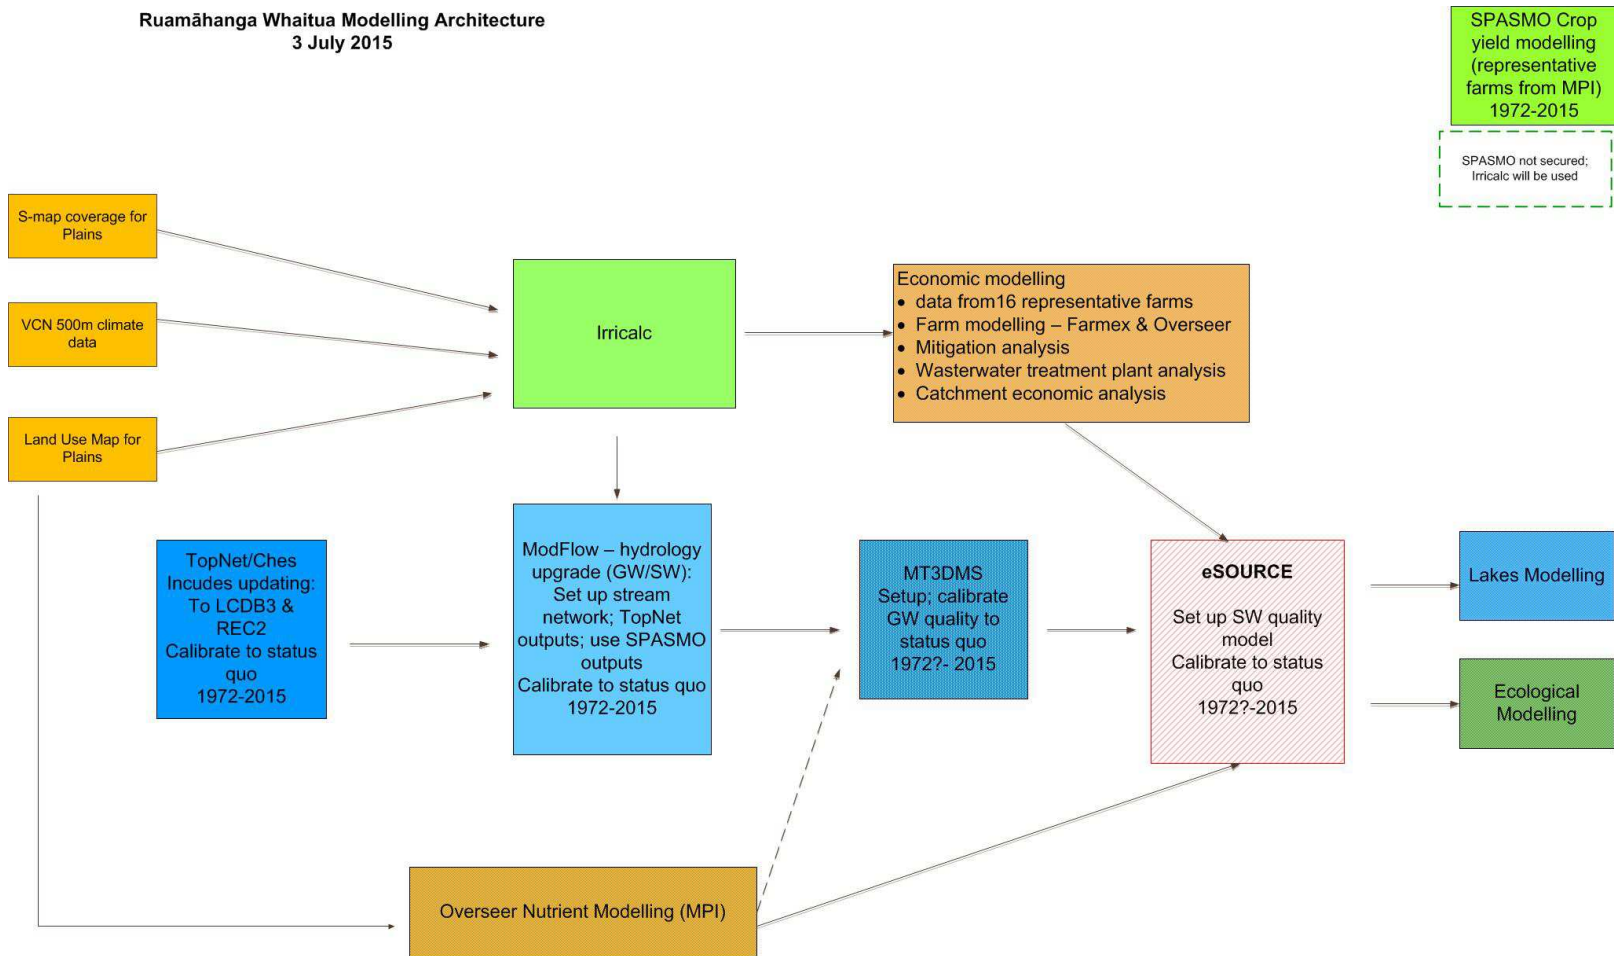 Ruamāhanga Whaitua Modelling Architecture
3 July 2015
SPASMO Crop
yield modelling
(representative
farms from MPI)
1972-2015
SPASMO not secured;
Irricalc will be used
S-map coverage for
Plains
VCN 500m climate
data
Land Use Map for
Plains
Irricalc
Economic modelling
• data from16 representative farms
• Farm modelling – Farmex & Overseer
• Mitigation analysis
• Wasterwater treatment plant analysis
• Catchment economic analysis
TopNet/Ches
Incudes updating:
To LCDB3 &
REC2
Calibrate to status
quo
1972-2015
ModFlow – hydrology
upgrade (GW/SW):
Set up stream
network; TopNet
outputs; use SPASMO
outputs
Calibrate to status quo
1972-2015
MT3DMS
Setup; calibrate
GW quality to
status quo
1972?- 2015
eSOURCE
Set up SW quality
model
Calibrate to status
quo
1972?-2015
Lakes Modelling
Ecological
Modelling
Overseer Nutrient Modelling (MPI)